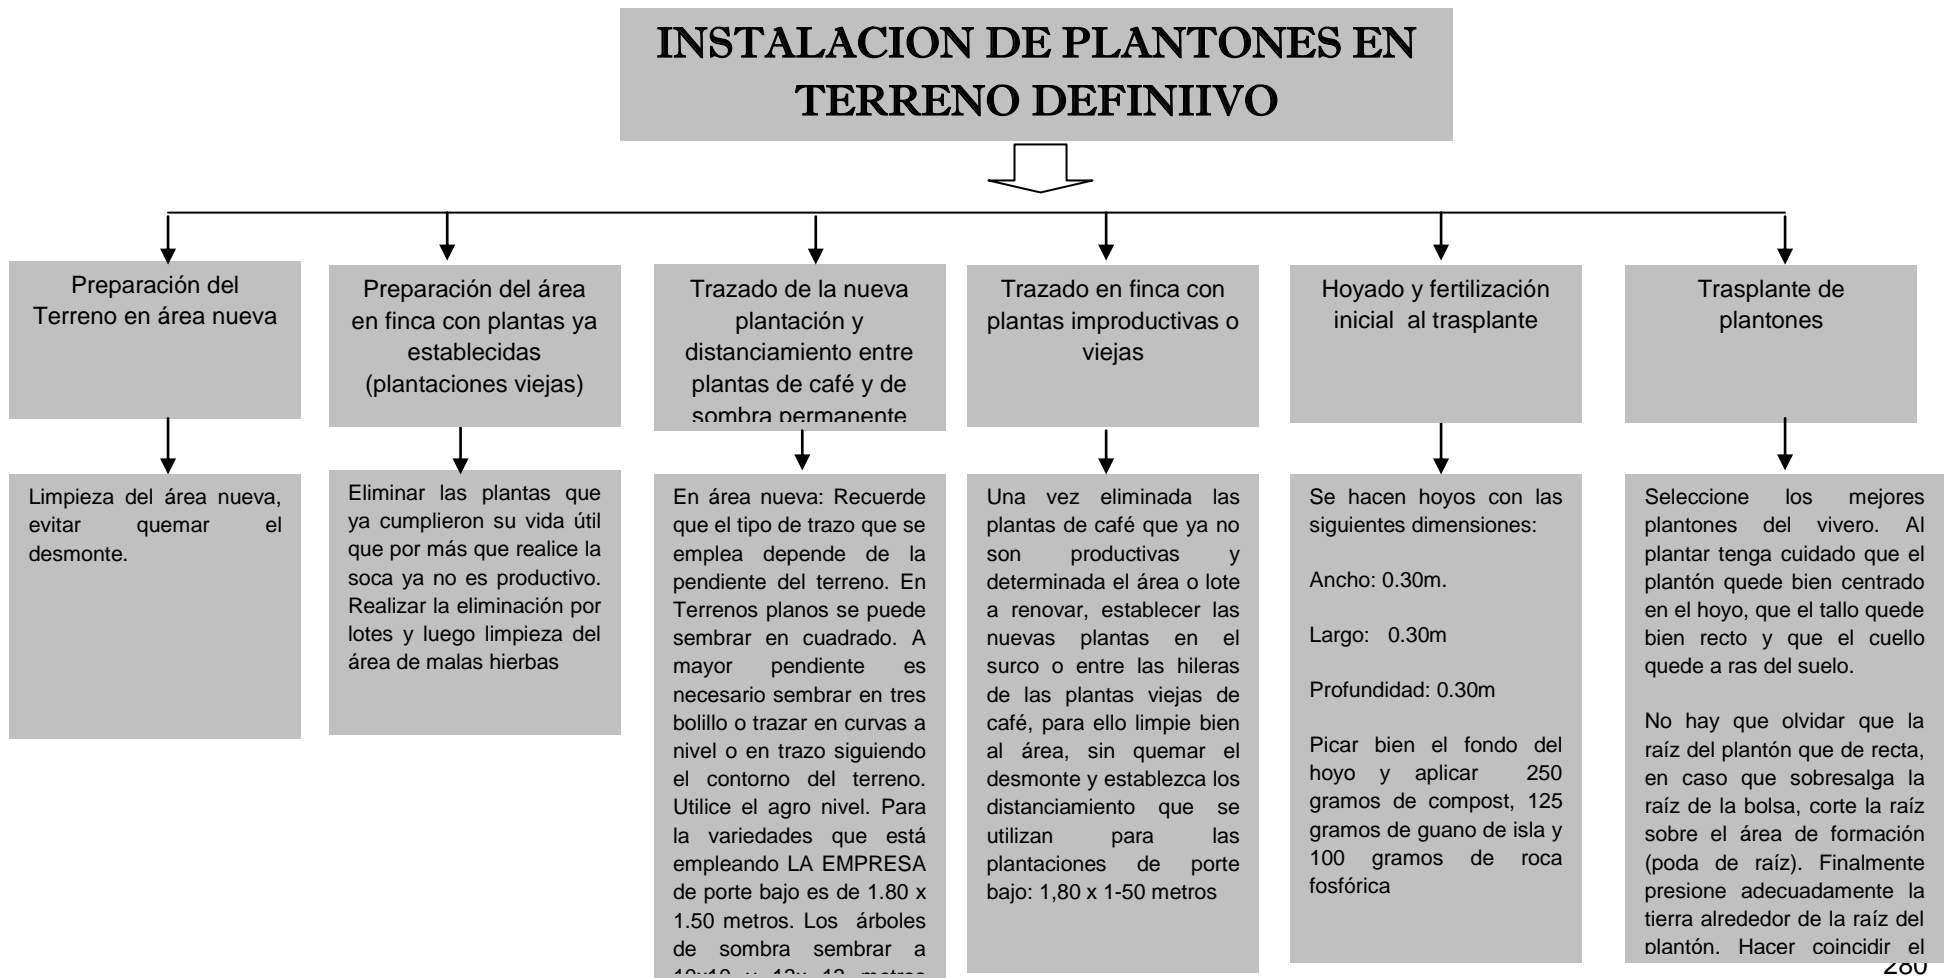 INSTALACION DE PLANTONES EN
TERRENO DEFINIIVO
Preparación del
Terreno en área nueva
Preparación del área
en finca con plantas ya
establecidas
(plantaciones viejas)
Trazado de la nueva
plantación y
distanciamiento entre
plantas de café y de
sombra permanente
Trazado en finca con
plantas improductivas o
viejas
Hoyado y fertilización
inicial al trasplante
Trasplante de
plantones
Limpieza del área nueva,
evitar quemar el
desmonte.
Eliminar las plantas que
ya cumplieron su vida útil
que por más que realice la
soca ya no es productivo.
Realizar la eliminación por
lotes y luego limpieza del
área de malas hierbas
En área nueva: Recuerde
que el tipo de trazo que se
emplea depende de la
pendiente del terreno. En
Terrenos planos se puede
sembrar en cuadrado. A
mayor pendiente es
necesario sembrar en tres
bolillo o trazar en curvas a
nivel o en trazo siguiendo
el contorno del terreno.
Utilice el agro nivel. Para
la variedades que está
empleando LA EMPRESA
de porte bajo es de 1.80 x
1.50 metros. Los árboles
de sombra sembrar a
Una vez eliminada las
plantas de café que ya no
son productivas y
determinada el área o lote
a renovar, establecer las
nuevas plantas en el
surco o entre las hileras
de las plantas viejas de
café, para ello limpie bien
al área, sin quemar el
desmonte y establezca los
distanciamiento que se
utilizan para las
plantaciones de porte
bajo: 1,80 x 1-50 metros
Se hacen hoyos con las
siguientes dimensiones:
Ancho: 0.30m.
Largo: 0.30m
Profundidad: 0.30m
Picar bien el fondo del
hoyo y aplicar 250
gramos de compost, 125
gramos de guano de isla y
100 gramos de roca
fosfórica
Seleccione los mejores
plantones del vivero. Al
plantar tenga cuidado que el
plantón quede bien centrado
en el hoyo, que el tallo quede
bien recto y que el cuello
quede a ras del suelo.
No hay que olvidar que la
raíz del plantón que de recta,
en caso que sobresalga la
raíz de la bolsa, corte la raíz
sobre el área de formación
(poda de raíz). Finalmente
presione adecuadamente la
tierra alrededor de la raíz del
plantón. Hacer coincidir el
280